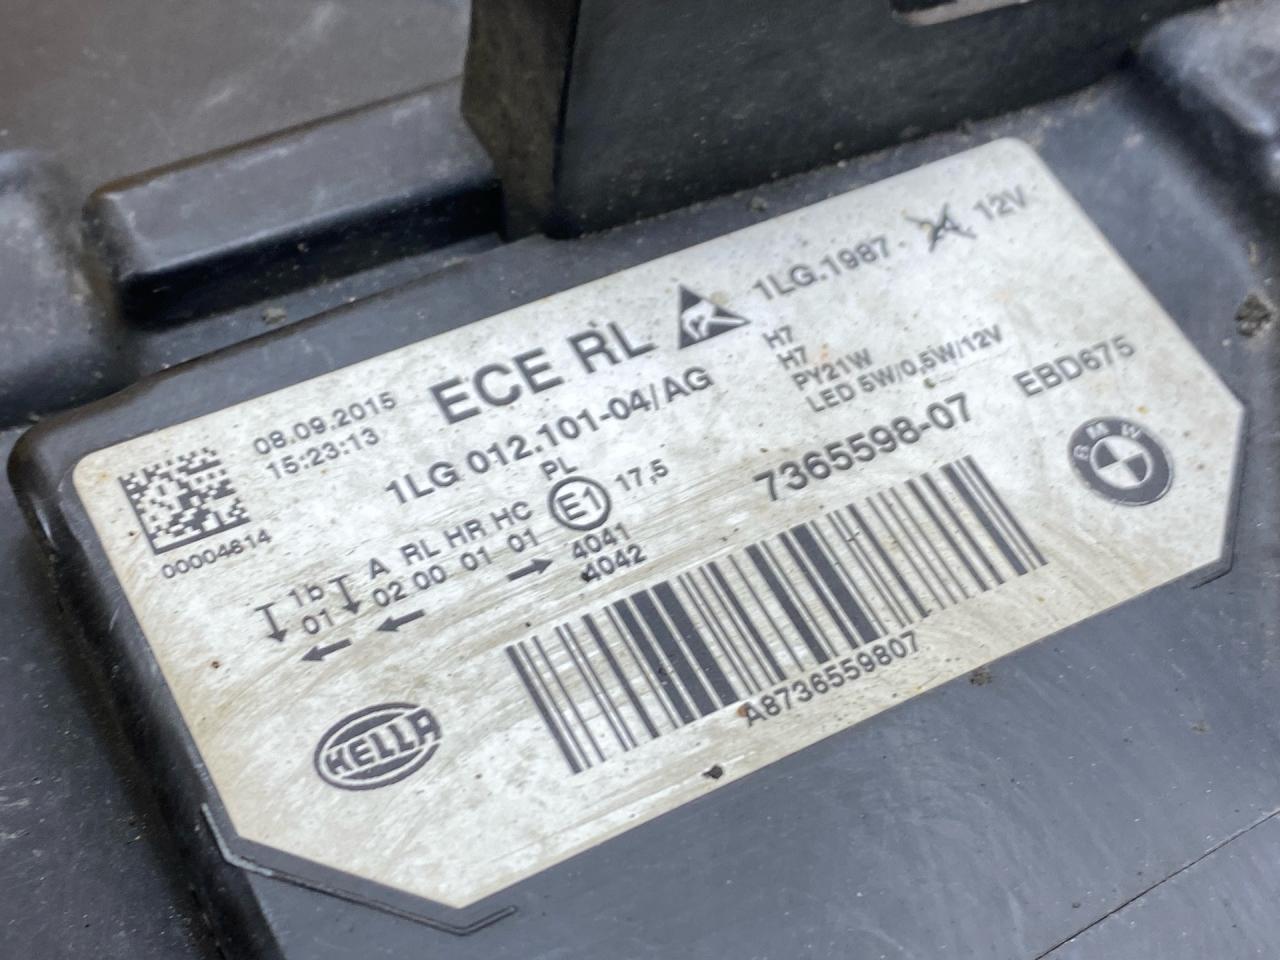 08.09.2015
15:23:13
00004614
ECE RL
1LG.1987
12V
1LG 012.101-04/AG
H7
H7
PY21W
LED 5W/0,5W/12V
7365598-07
EBD675
BMW
1b A RL HR HC PL
01 02 00 01 01 E1 17,5
4041
4042
A8736559807
HELLA